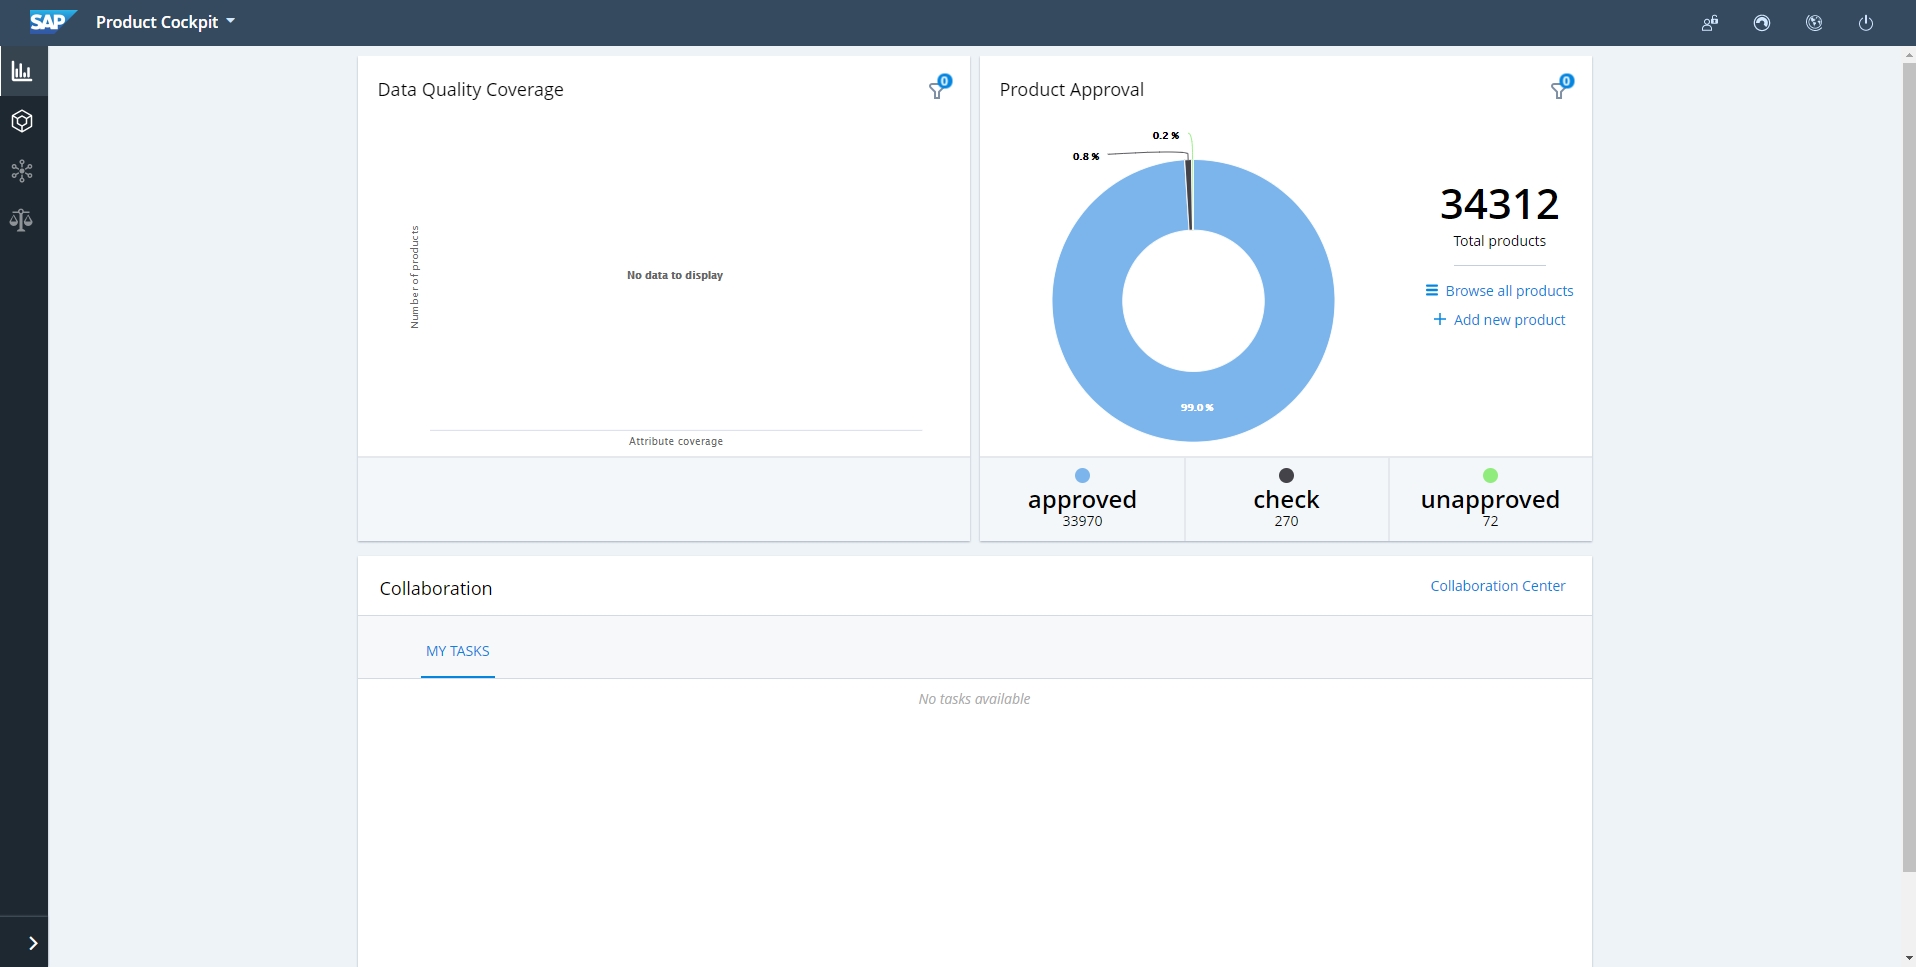 SAP Product Cockpit
Data Quality Coverage
0
Number of products
No data to display
Attribute coverage
Product Approval
0
0.2 %
0.8 %
99.0 %
34312
Total products
Browse all products
Add new product
approved
33970
check
270
unapproved
72
Collaboration
Collaboration Center
MY TASKS
No tasks available